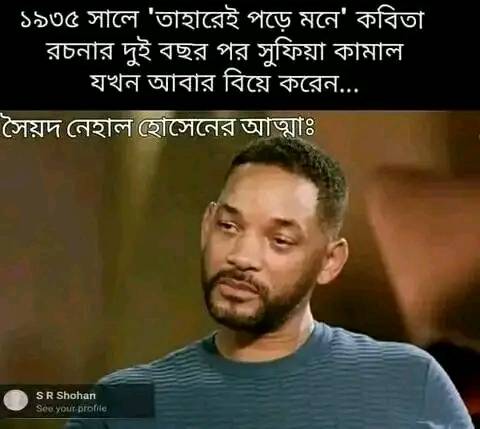 ১৯৩৫ সালে 'তাহারেই পড়ে মনে' কবিতা
রচনার দুই বছর পর সুফিয়া কামাল
যখন আবার বিয়ে করেন...
সৈয়দ নেহাল হোসেনের আত্মাঃ
S R Shohan
See your profile